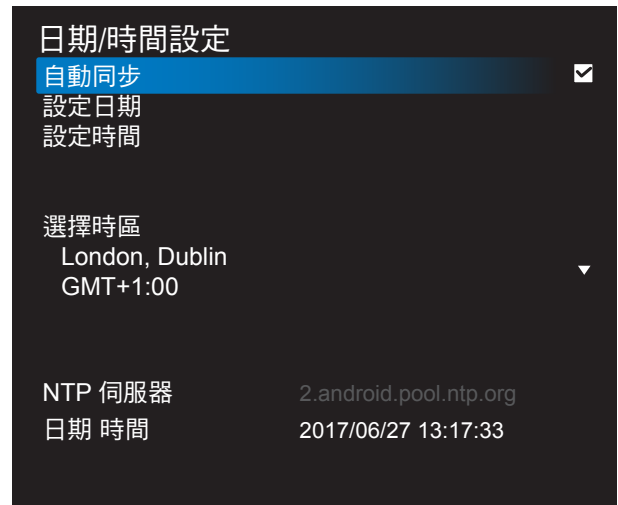 日期/時間設定
自動同步
設定日期
設定時間
選擇時區
London, Dublin
GMT+1:00
NTP 伺服器 2.android.pool.ntp.org
日期 時間 2017/06/27 13:17:33